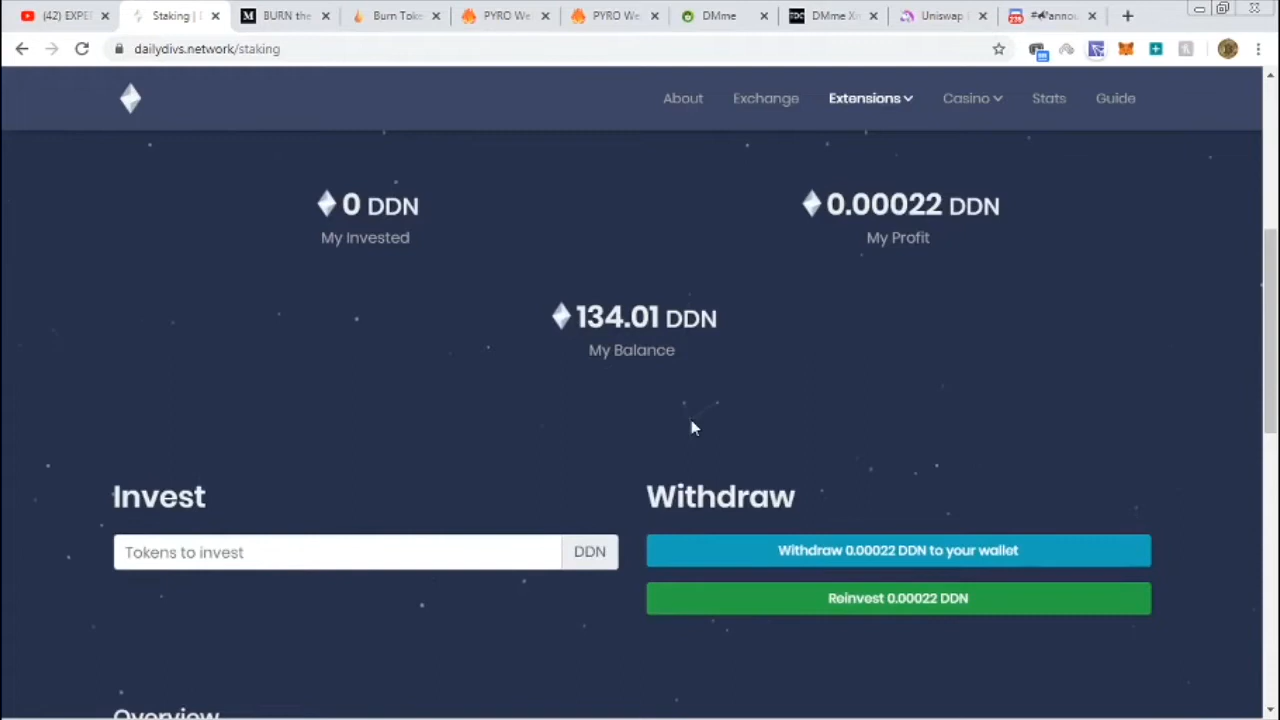 (42) EXPE
Staking |
BURN the
Burn Toke
PYRO We
PYRO We
DMme
DMme Xn
Uniswap
dailydivs.network/staking
About
Exchange
Extensions
Casino
Stats
Guide
0 DDN
My Invested
0.00022 DDN
My Profit
134.01 DDN
My Balance
Invest
Withdraw
Tokens to invest
DDN
Withdraw 0.00022 DDN to your wallet
Reinvest 0.00022 DDN
Overview